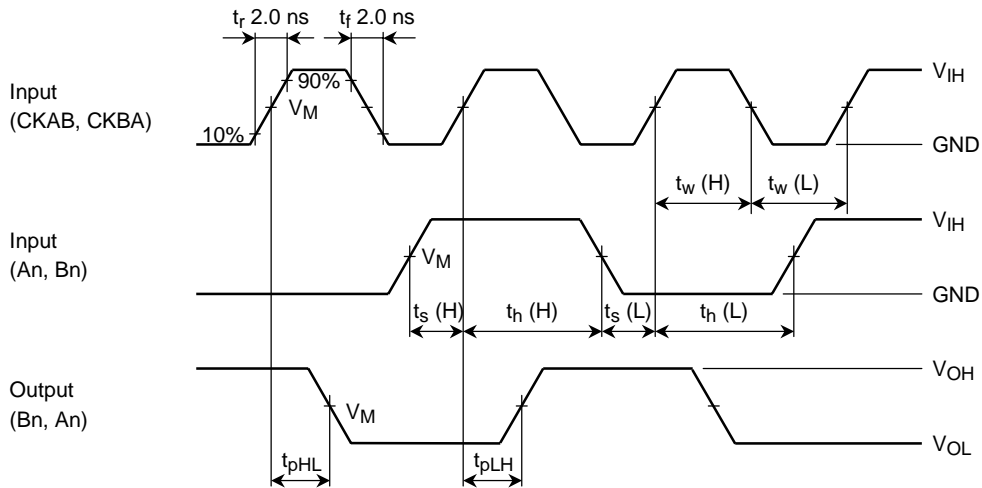 tr 2.0 ns
tf 2.0 ns
Input
(CKAB, CKBA)
10%
90%
VM
VIH
GND
tw (H)
tw (L)
Input
(An, Bn)
VM
VIH
GND
ts (H)
th (H)
ts (L)
th (L)
Output
(Bn, An)
VM
VOH
VOL
tpHL
tpLH